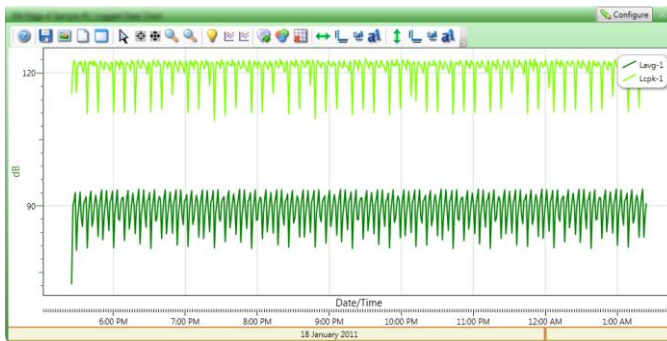 Configure
120
90
dB
Lavg-1
Lcpk-1
Date/Time
6:00 PM 7:00 PM 8:00 PM 9:00 PM 10:00 PM 11:00 PM 12:00 AM 1:00 AM
18 January 2011